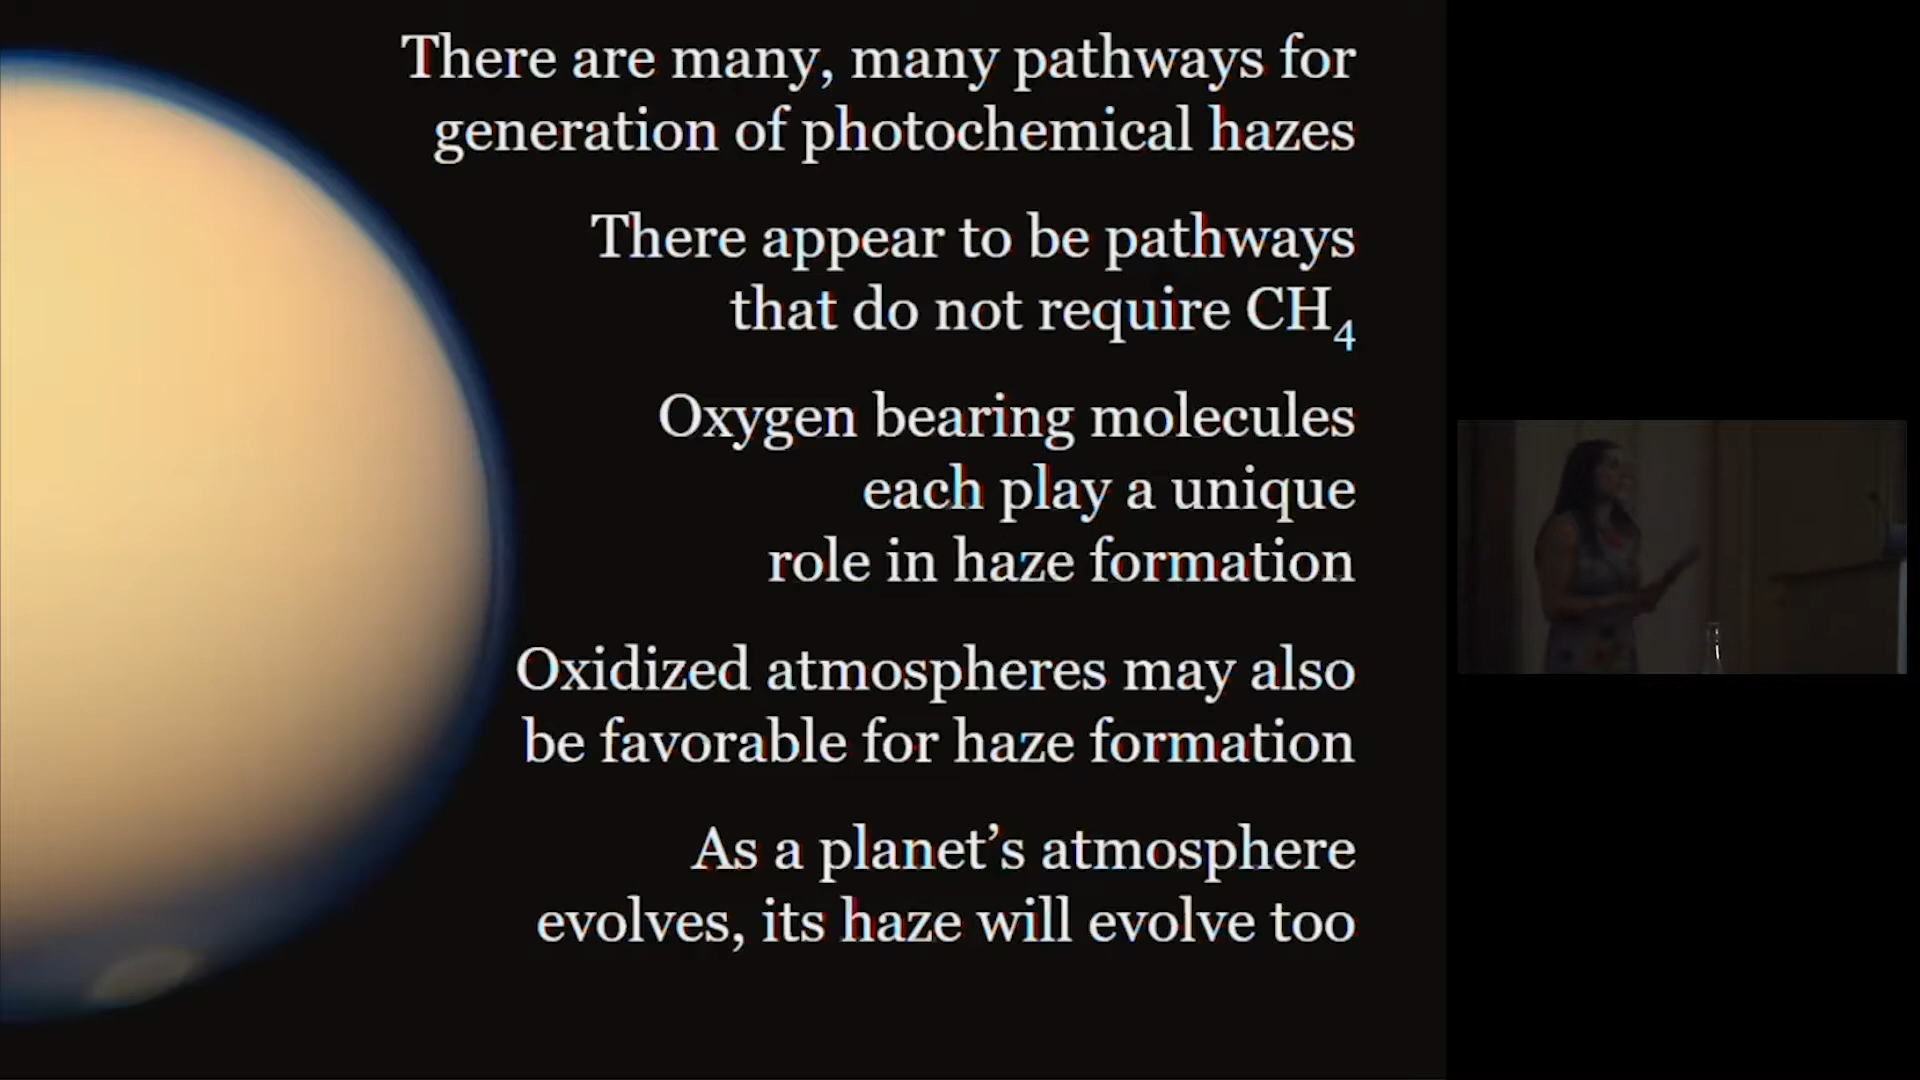 There are many, many pathways for
generation of photochemical hazes
There appear to be pathways
that do not require CH₄
Oxygen bearing molecules
each play a unique
role in haze formation
Oxidized atmospheres may also
be favorable for haze formation
As a planet’s atmosphere
evolves, its haze will evolve too